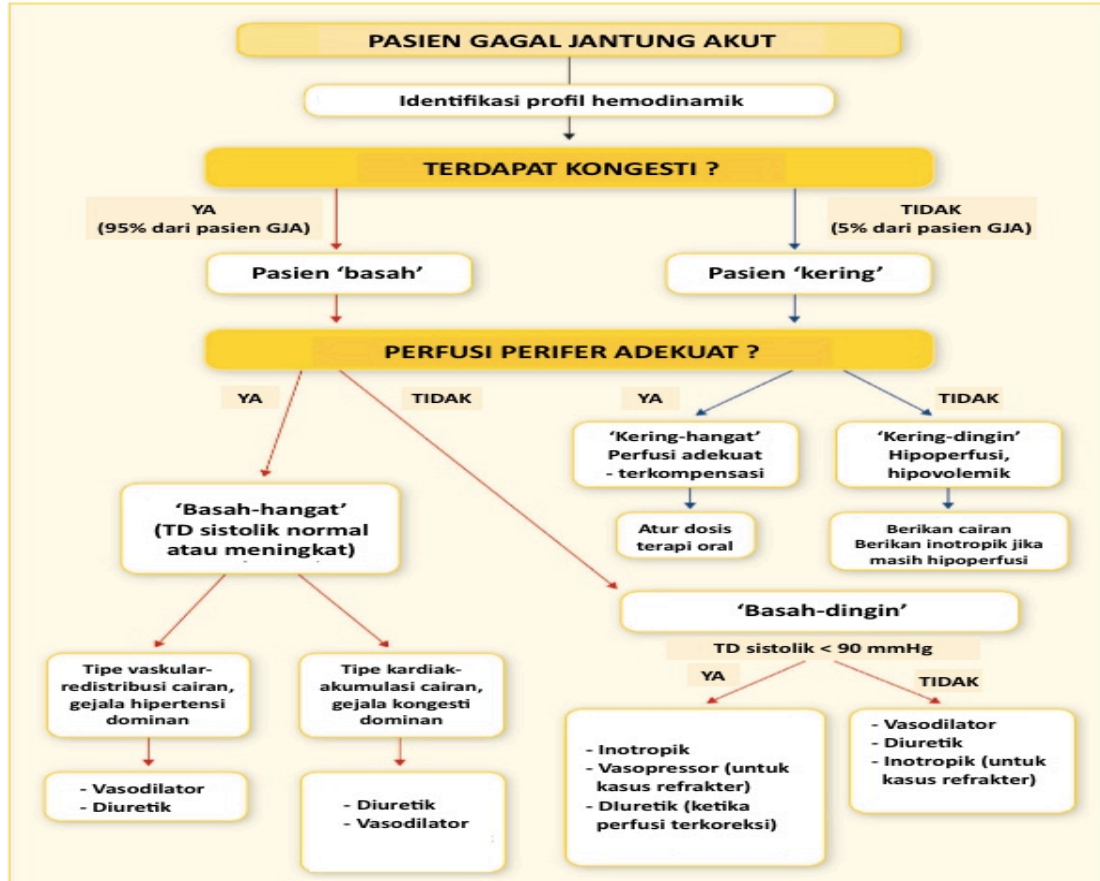 PASIEN GAGAL JANTUNG AKUT
Identifikasi profil hemodinamik
TERDAPAT KONGESTI ?
YA
(95% dari pasien GJA)
TIDAK
(5% dari pasien GJA)
Pasien ‘basah’
Pasien ‘kering’
PERFUSI PERIFER ADEKUAT ?
YA
TIDAK
YA
TIDAK
‘Kering-hangat’
Perfusi adekuat
- terkompensasi
‘Kering-dingin’
Hipoperfusi,
hipovolemik
‘Basah-hangat’
(TD sistolik normal
atau meningkat)
Atur dosis
terapi oral
Berikan cairan
Berikan inotropik jika
masih hipoperfusi
‘Basah-dingin’
TD sistolik < 90 mmHg
YA
TIDAK
Tipe vaskular-
redistribusi cairan,
gejala hipertensi
dominan
Tipe kardiak-
akumulasi cairan,
gejala kongesti
dominan
- Vasodilator
- Diuretik
- Diuretik
- Vasodilator
- Inotropik
- Vasopressor (untuk
kasus refrakter)
- DIuretik (ketika
perfusi terkoreksi)
- Vasodilator
- Diuretik
- Inotropik (untuk
kasus refrakter)